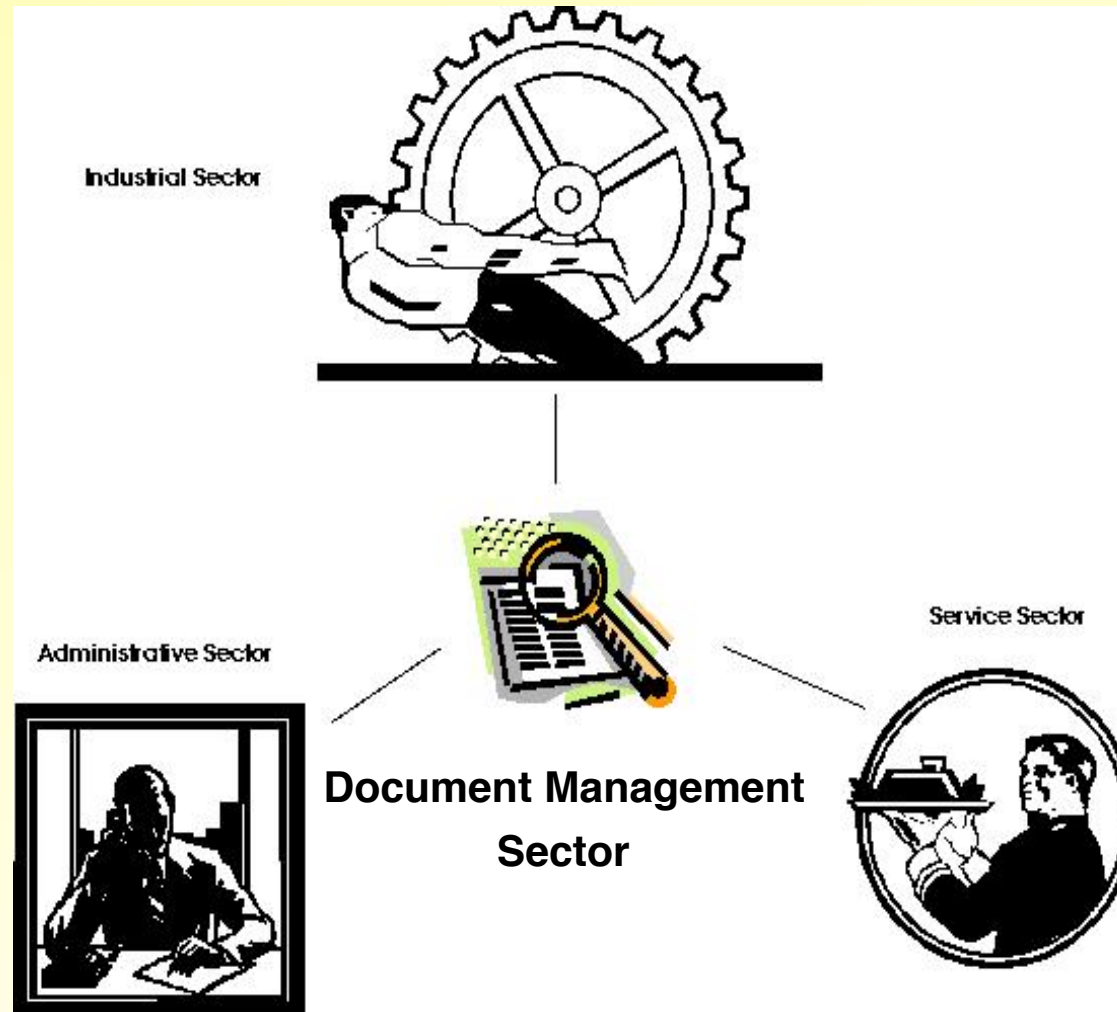 Industrial Sector
Service Sector
Administrative Sector
Document Management
Sector